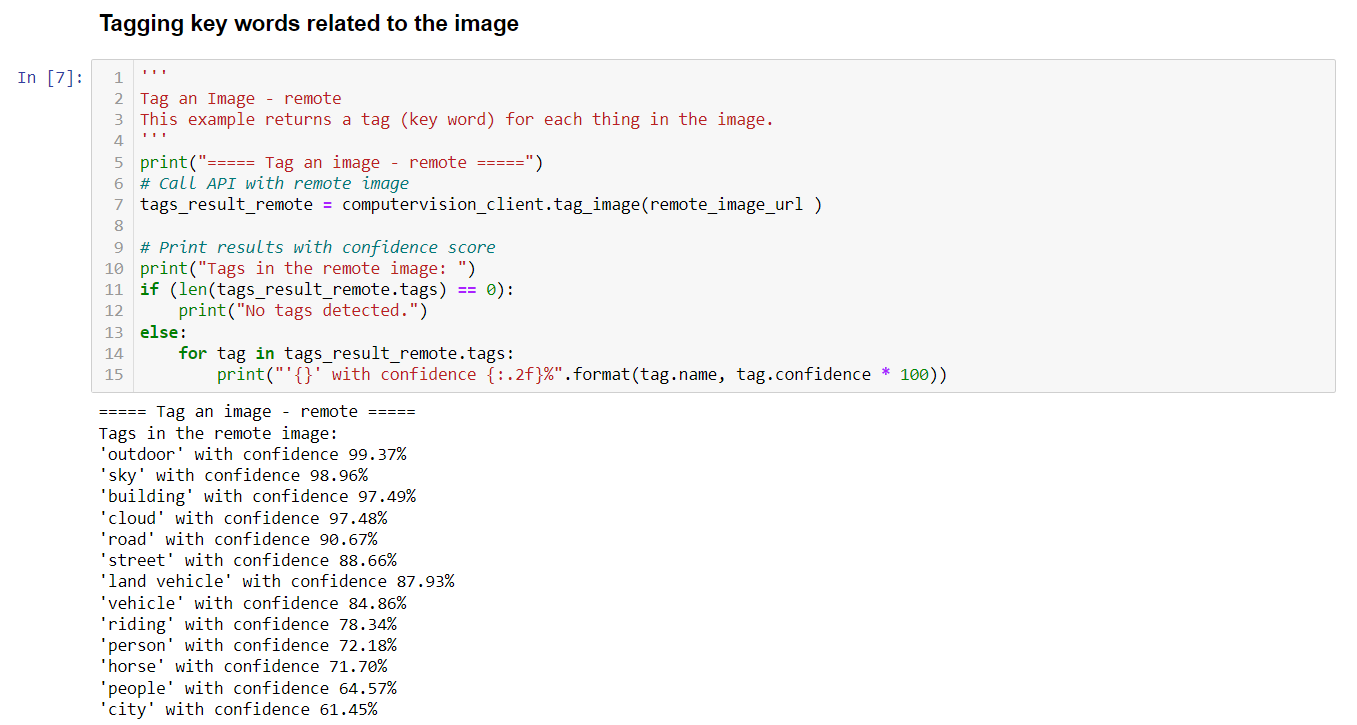 Tagging key words related to the image
In [7]:
1 '''
2 Tag an Image - remote
3 This example returns a tag (key word) for each thing in the image.
4 '''
5 print("===== Tag an image - remote =====")
6 # Call API with remote image
7 tags_result_remote = computervision_client.tag_image(remote_image_url )
8
9 # Print results with confidence score
10 print("Tags in the remote image: ")
11 if (len(tags_result_remote.tags) == 0):
12     print("No tags detected.")
13 else:
14     for tag in tags_result_remote.tags:
15         print("'{}' with confidence {:.2f}%".format(tag.name, tag.confidence * 100))
===== Tag an image - remote =====
Tags in the remote image:
'outdoor' with confidence 99.37%
'sky' with confidence 98.96%
'building' with confidence 97.49%
'cloud' with confidence 97.48%
'road' with confidence 90.67%
'street' with confidence 88.66%
'land vehicle' with confidence 87.93%
'vehicle' with confidence 84.86%
'riding' with confidence 78.34%
'person' with confidence 72.18%
'horse' with confidence 71.70%
'people' with confidence 64.57%
'city' with confidence 61.45%